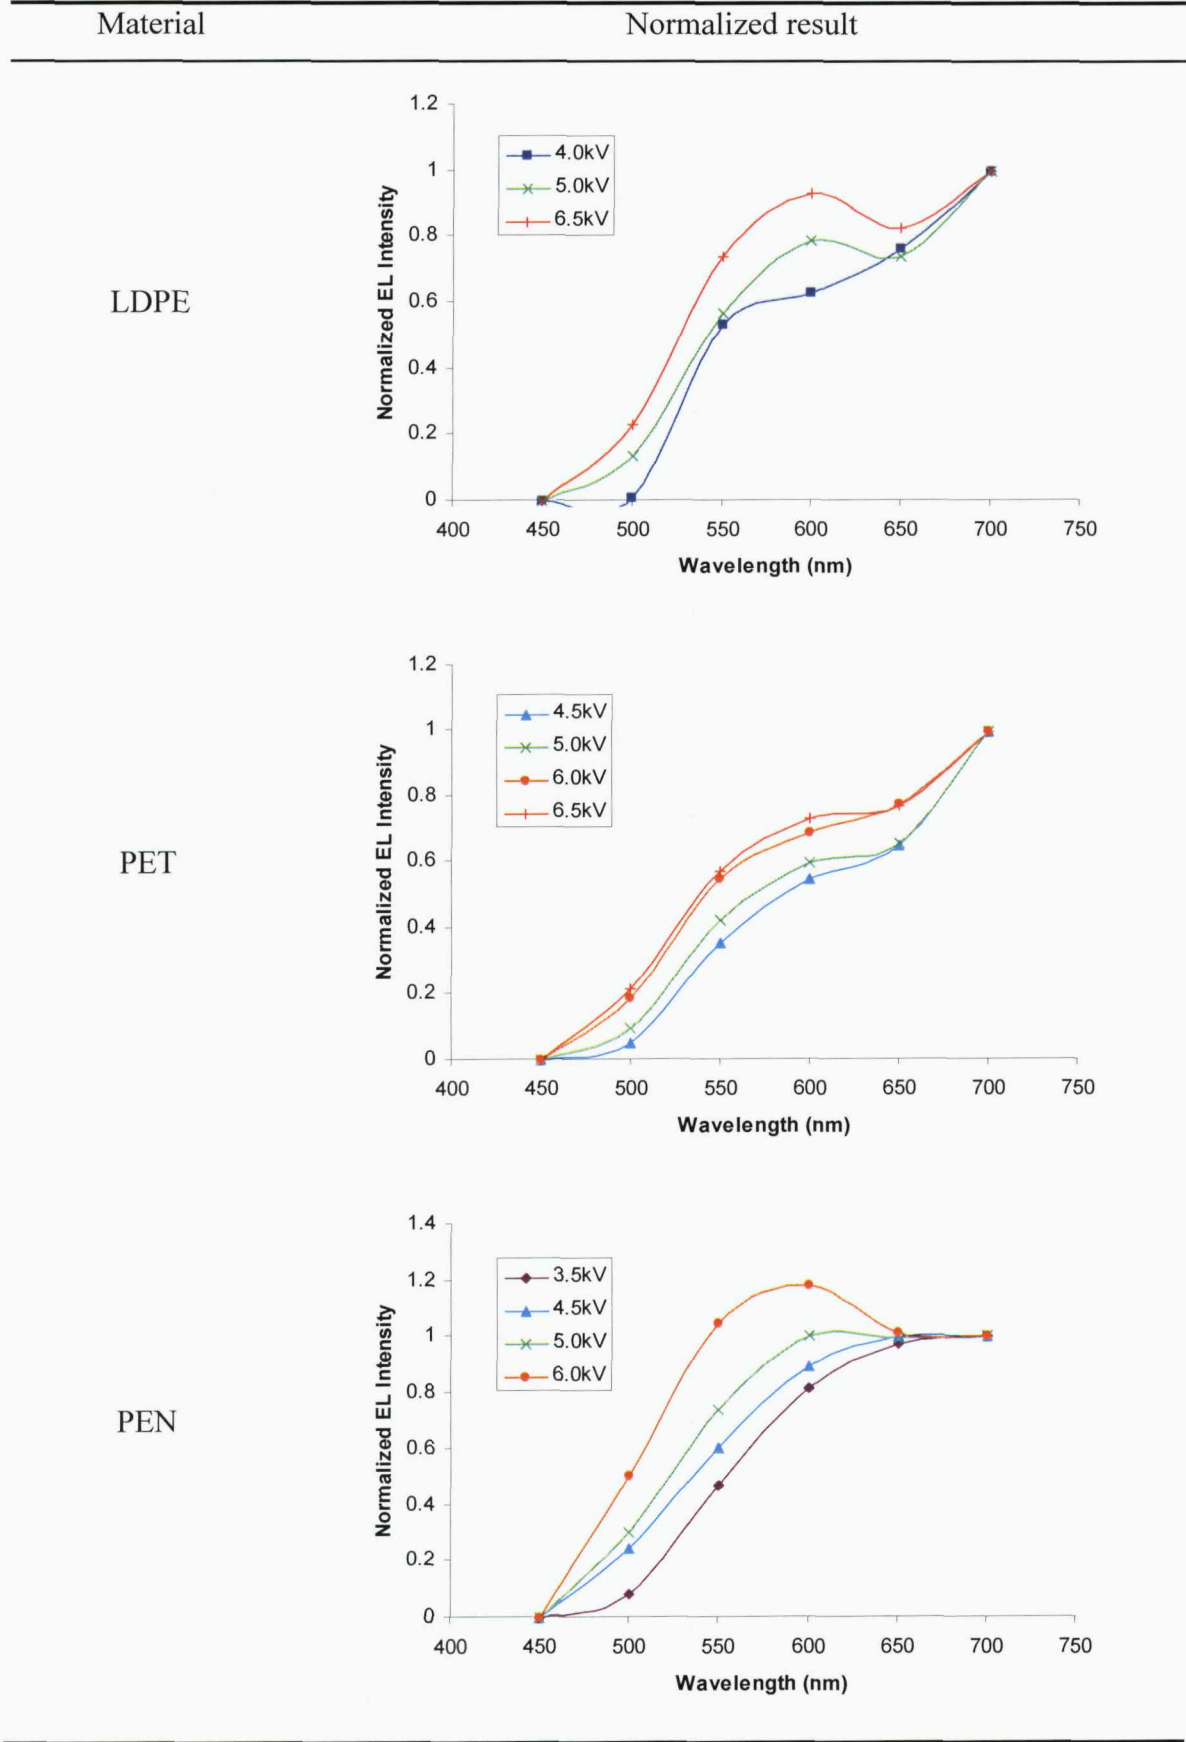 Material Normalized result
LDPE
1.2
1
0.8
0.6
0.4
0.2
0
Normalized EL Intensity
4.0kV
5.0kV
6.5kV
400 450 500 550 600 650 700 750
Wavelength (nm)
PET
1.2
1
0.8
0.6
0.4
0.2
0
Normalized EL Intensity
4.5kV
5.0kV
6.0kV
6.5kV
400 450 500 550 600 650 700 750
Wavelength (nm)
PEN
1.4
1.2
1
0.8
0.6
0.4
0.2
0
Normalized EL Intensity
3.5kV
4.5kV
5.0kV
6.0kV
400 450 500 550 600 650 700 750
Wavelength (nm)